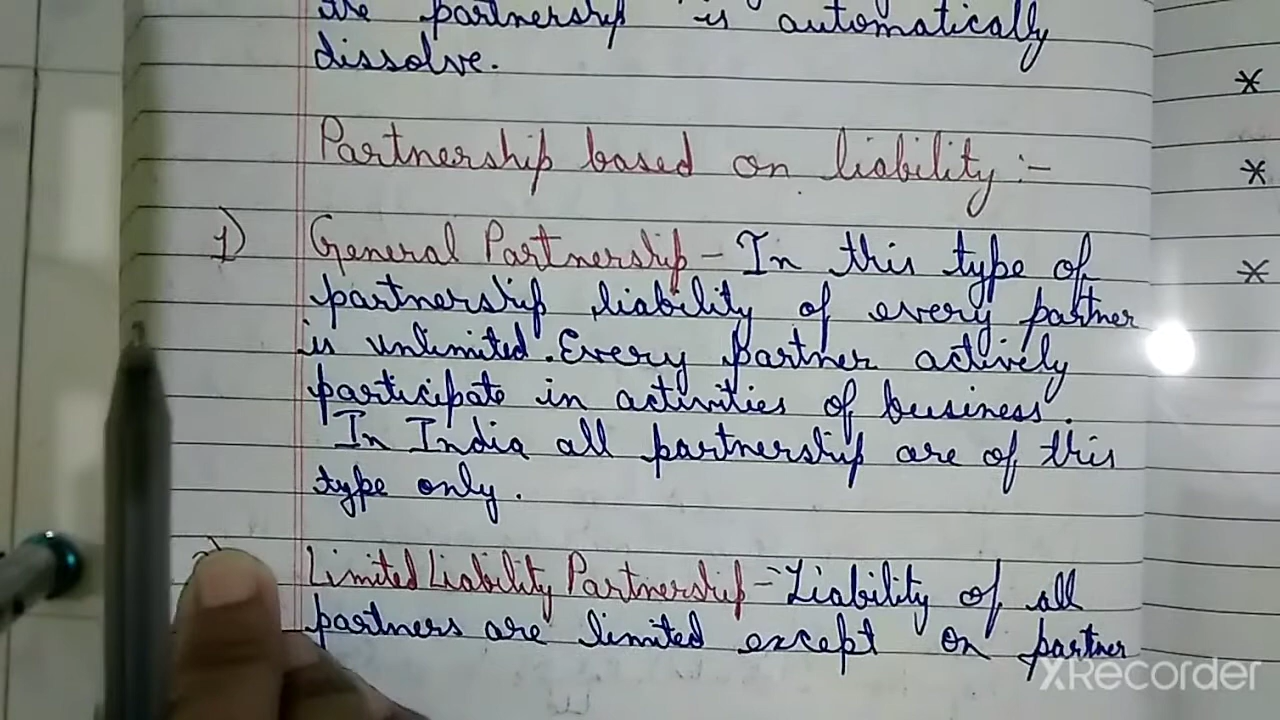 the partnership is automatically
dissolve.
Partnership based on liability :-
1) General Partnership - In this type of
partnership liability of every partner
is unlimited. Every partner actively
participate in activities of business.
In India all partnership are of this
type only.
Limited Liability Partnership - Liability of all
partners are limited except on partner
XRecorder